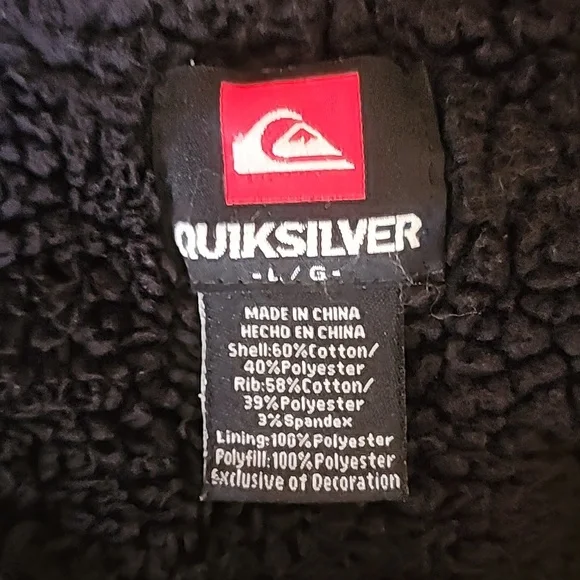 QUIKSILVER
- L / G -
MADE IN CHINA
HECHO EN CHINA
Shell:60%Cotton/
40%Polyester
Rib:58%Cotton/
39%Polyester
3%Spandex
Lining:100%Polyester
Polyfill:100%Polyester
Exclusive of Decoration